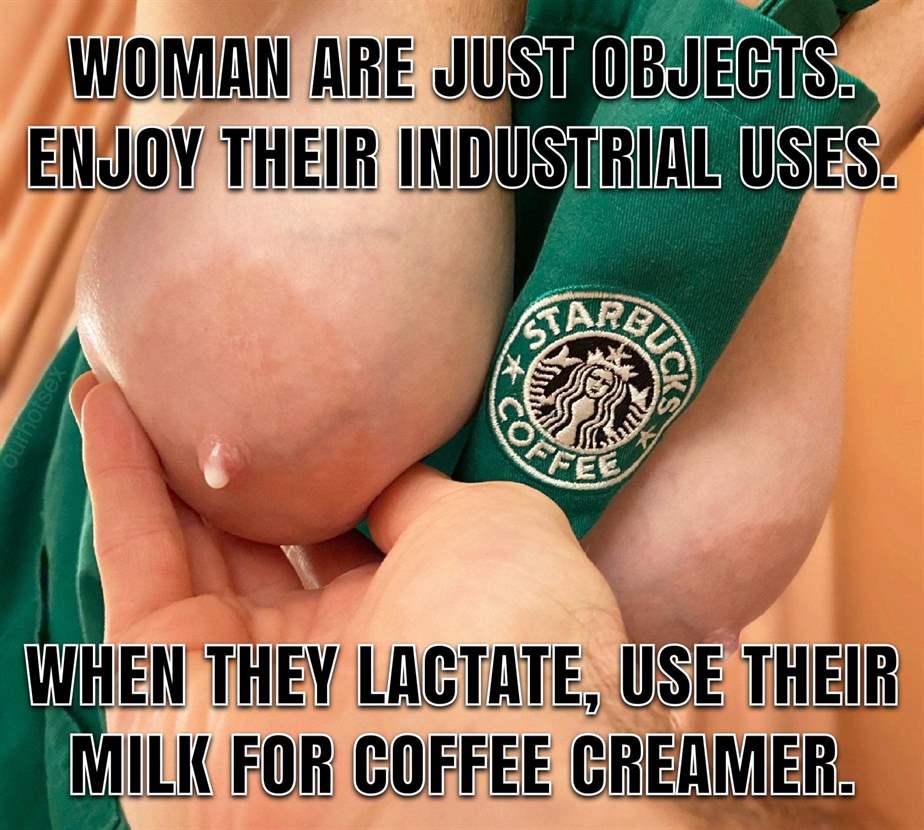 WOMAN ARE JUST OBJECTS.
ENJOY THEIR INDUSTRIAL USES.
STARBUCKS
COFFEE
ournotsex
WHEN THEY LACTATE, USE THEIR
MILK FOR COFFEE CREAMER.